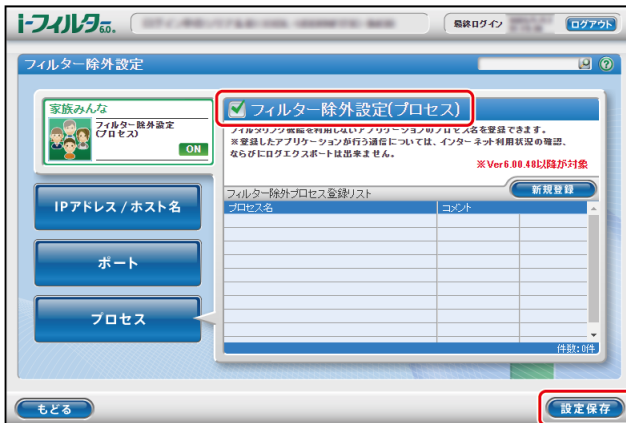 i-フィルター6.0.
最終ログイン
ログアウト
フィルター除外設定
家族みんな
フィルター除外設定
(プロセス)
ON
IPアドレス / ホスト名
ポート
プロセス
フィルター除外設定(プロセス)
フィルタリング機能を利用しないアプリケーションのプロセス名を登録できます。
※登録したアプリケーションが行う通信については、インターネット利用状況の確認、
ならびにログエクスポートは出来ません。
※Ver6.00.48以降が対象
フィルター除外プロセス登録リスト
新規登録
プロセス名 コメント
件数:0件
もどる
設定保存